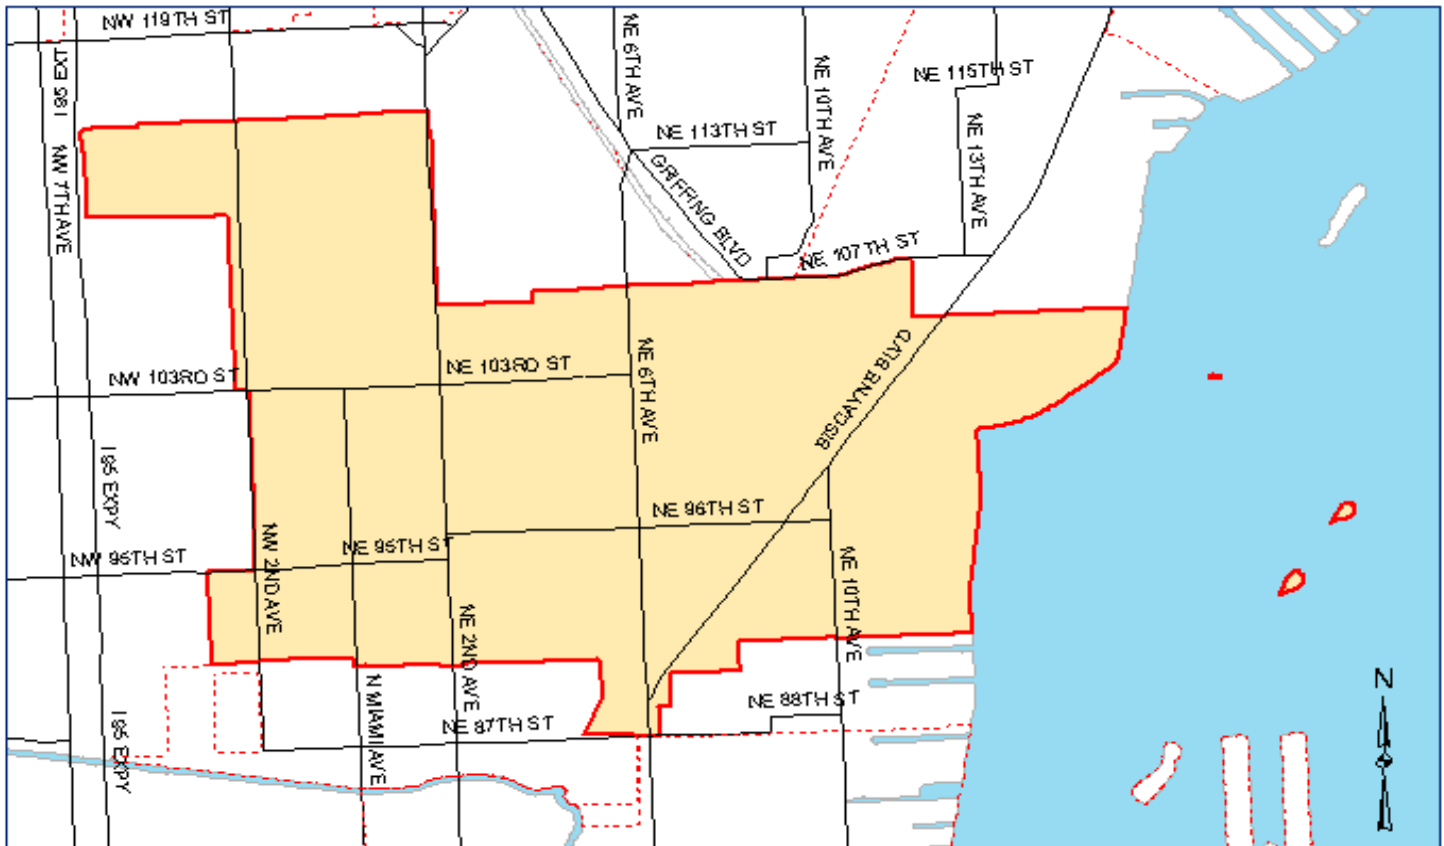 NW 119TH ST
I 95 EXT
NW 7TH AVE
NE 6TH AVE
NE 10TH AVE
NE 115TH ST
NE 113TH ST
NE 13TH AVE
GRIFFING BLVD
NE 107TH ST
NW 103RD ST
NE 103RD ST
NE 6TH AVE
BISCAYNE BLVD
I 95 EXPY
NE 96TH ST
NW 95TH ST
NE 95TH ST
NW 2ND AVE
NE 10TH AVE
NE 2ND AVE
N MIAMI AVE
NE 88TH ST
NE 87TH ST
I 95 EXPY
N